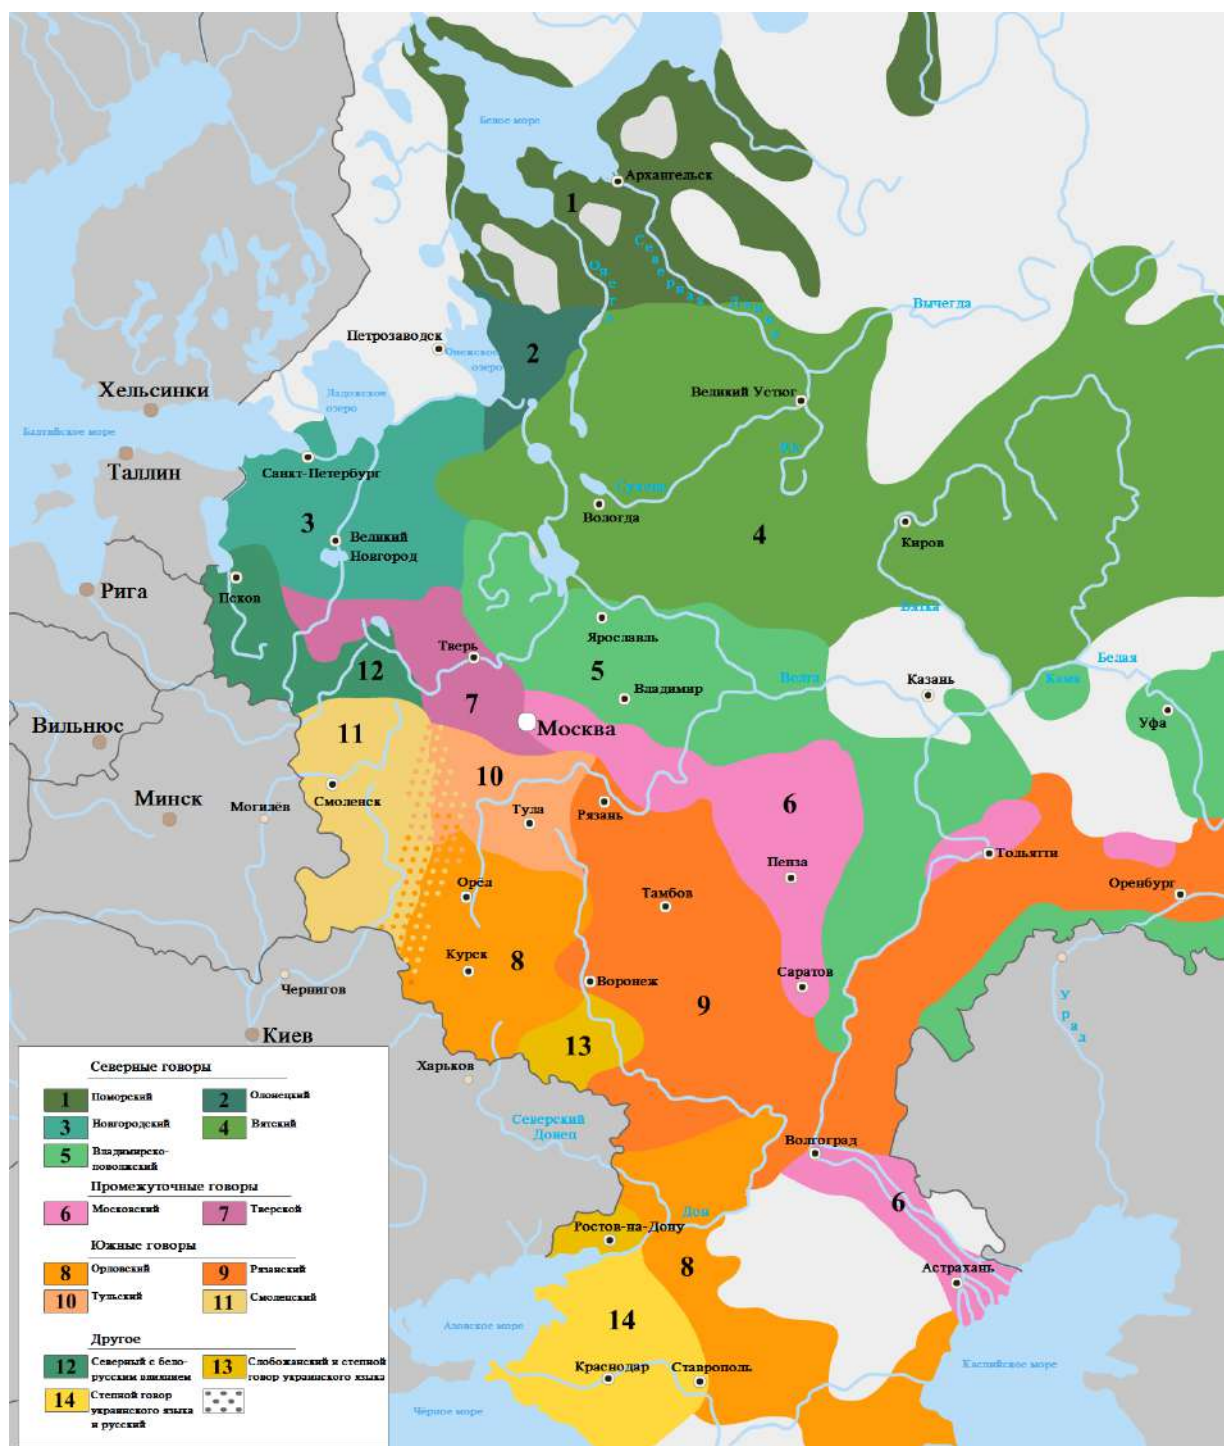 Белое море
Архангельск
1
Онега
Северная Двина
Вычегда
Петрозаводск
Онежское
озеро
2
Хельсинки
Ладожское
озеро
Великий Устюг
Балтийское море
Таллин
Санкт-Петербург
Юг
Сухона
3
Вологда
4
Великий
Новгород
Киров
Рига
Псков
Вятка
Ярославль
Тверь
12
5
Белая
Волга
Казань
Кама
Владимир
7
Уфа
Вильнюс
11
Москва
10
6
Минск
Могилёв
Смоленск
Тула
Рязань
Тольятти
Пенза
Орёл
Тамбов
Оренбург
Курск
8
Воронеж
Саратов
Чернигов
9
Урал
Киев
13
Харьков
Северский
Донец
Волгоград
6
Дон
Ростов-на-Дону
8
Астрахань
Азовское море
14
Каспийское море
Краснодар
Ставрополь
Чёрное море
Северные говоры
1 Поморский
2 Олонецкий
3 Новгородский
4 Вятский
5 Владимирско-
поволжский
Промежуточные говоры
6 Московский
7 Тверской
Южные говоры
8 Орловский
9 Рязанский
10 Тульский
11 Смоленский
Другое
12 Северный с бело-
русским влиянием
13 Слобожанский и степной
говор украинского языка
14 Степной говор
украинского языка
и русский